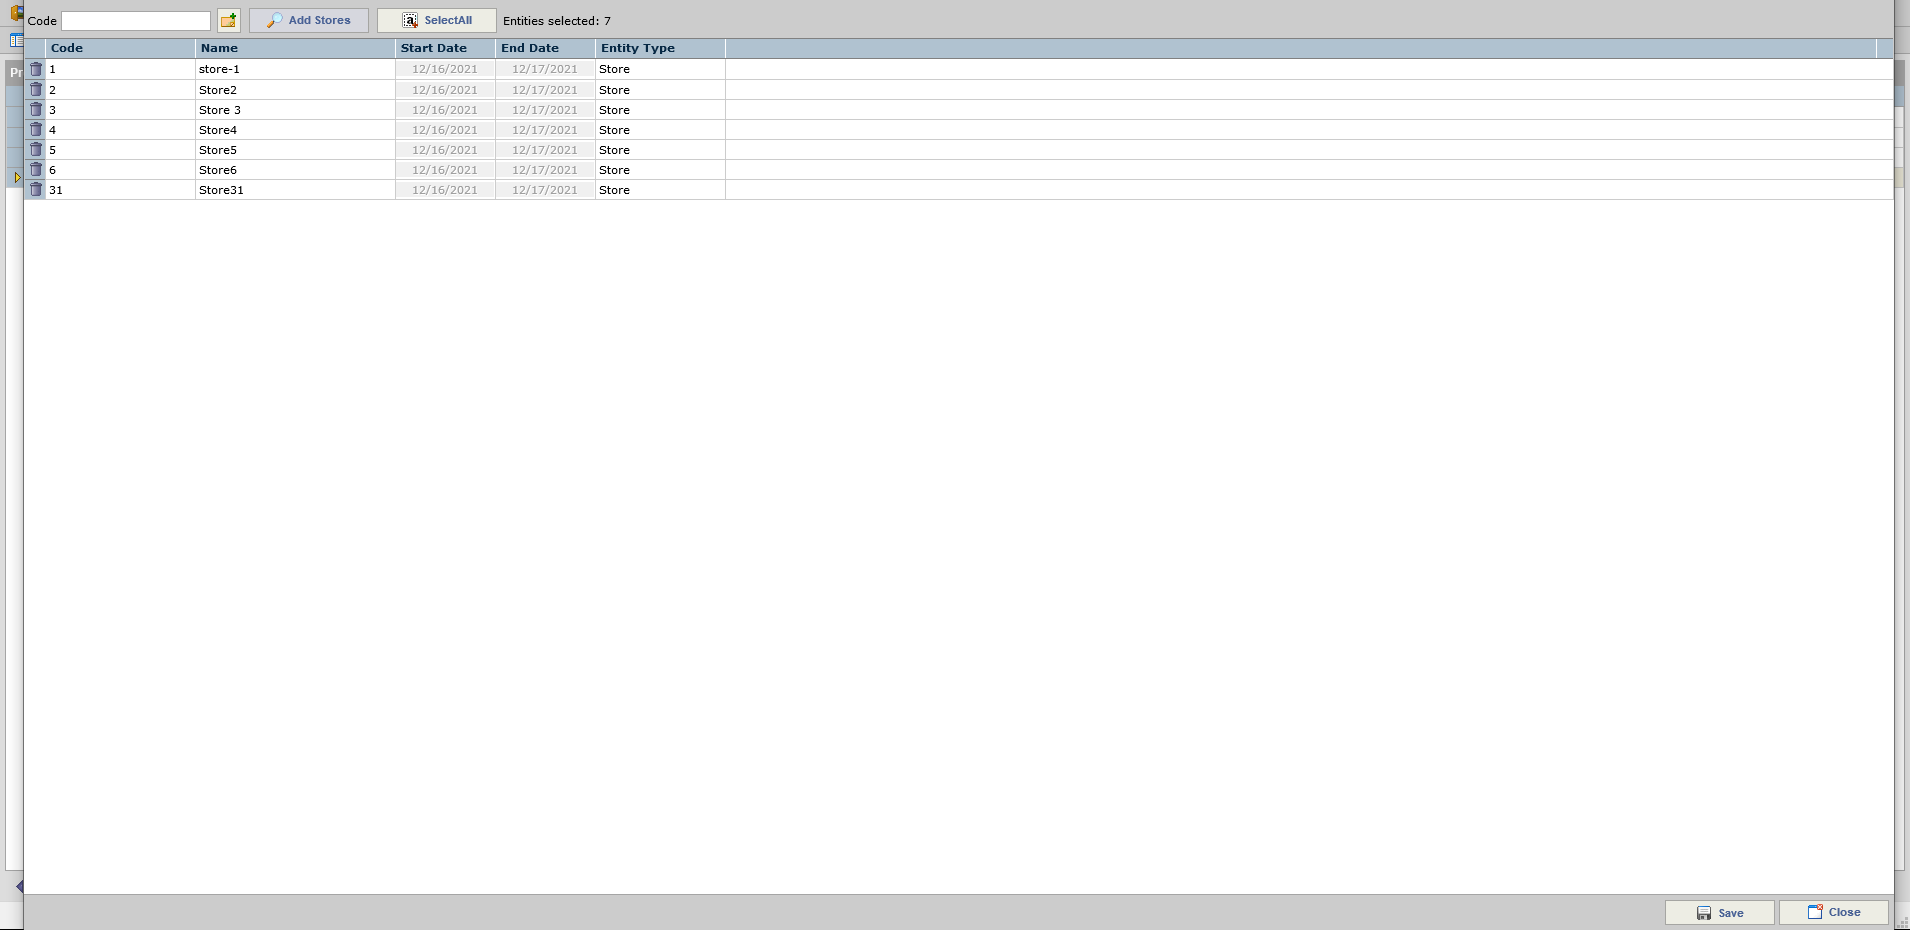 Code Add Stores SelectAll Entities selected: 7
Code Name Start Date End Date Entity Type
Pr
1 store-1 12/16/2021 12/17/2021 Store
2 Store2 12/16/2021 12/17/2021 Store
3 Store 3 12/16/2021 12/17/2021 Store
4 Store4 12/16/2021 12/17/2021 Store
5 Store5 12/16/2021 12/17/2021 Store
6 Store6 12/16/2021 12/17/2021 Store
31 Store31 12/16/2021 12/17/2021 Store
Save Close